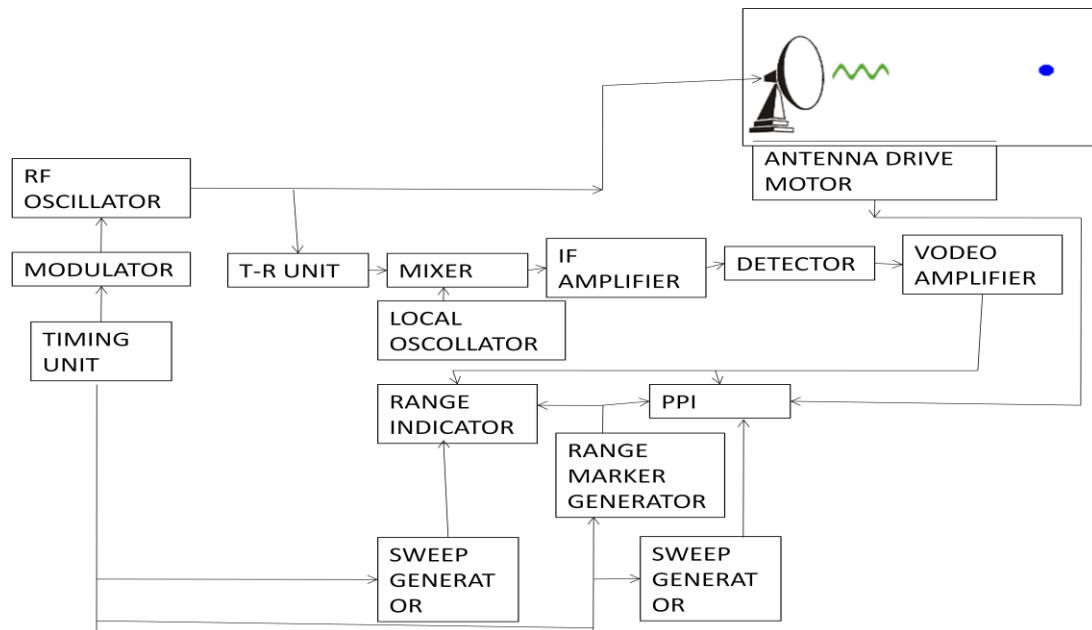 ANTENNA DRIVE
MOTOR
RF
OSCILLATOR
MODULATOR
T-R UNIT
MIXER
IF
AMPLIFIER
DETECTOR
VODEO
AMPLIFIER
TIMING
UNIT
LOCAL
OSCOLLATOR
RANGE
INDICATOR
PPI
RANGE
MARKER
GENERATOR
SWEEP
GENERAT
OR
SWEEP
GENERAT
OR